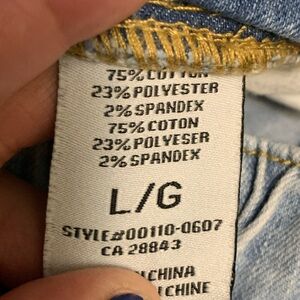 75% COTTON
23% POLYESTER
2% SPANDEX
75% COTON
23% POLYESER
2% SPANDEX
L/G
STYLE#00110-0607
CA 28843
CHINA
CHINE